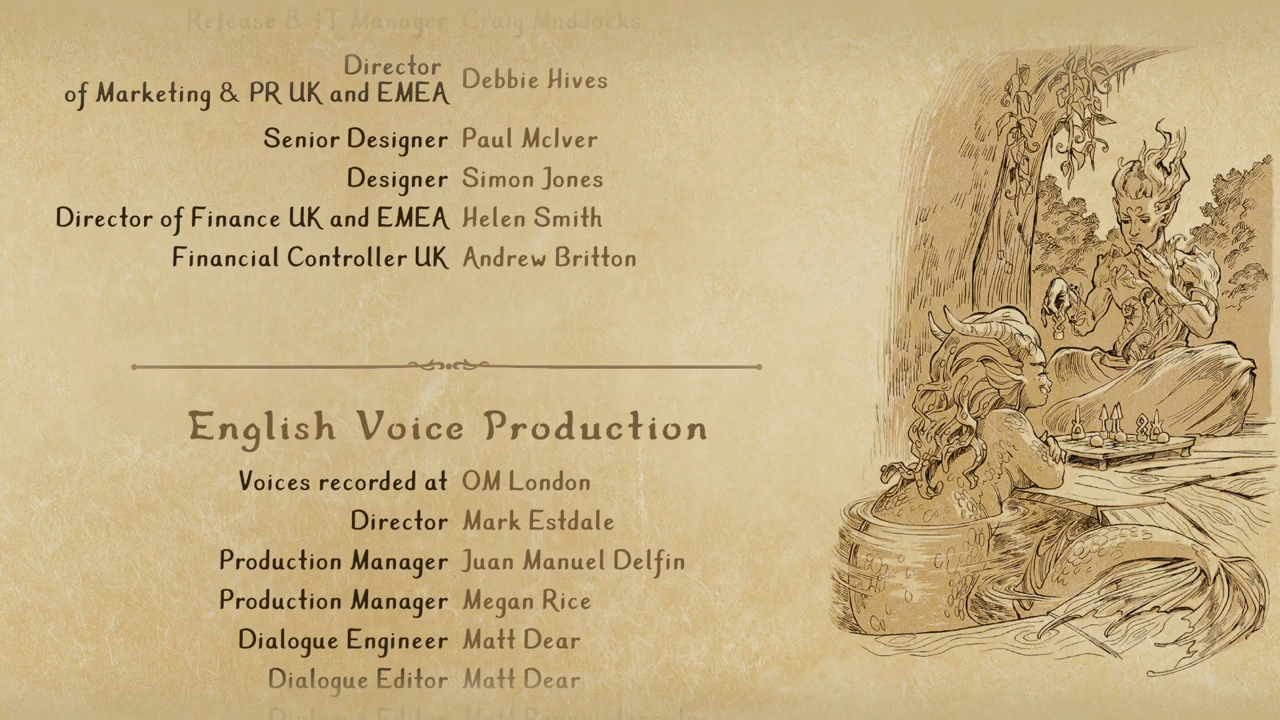 Release & IT Manager Craig Maddocks
Director
of Marketing & PR UK and EMEA Debbie Hives
Senior Designer Paul McIver
Designer Simon Jones
Director of Finance UK and EMEA Helen Smith
Financial Controller UK Andrew Britton
English Voice Production
Voices recorded at OM London
Director Mark Estdale
Production Manager Juan Manuel Delfin
Production Manager Megan Rice
Dialogue Engineer Matt Dear
Dialogue Editor Matt Dear
Dialogue Editor Matt